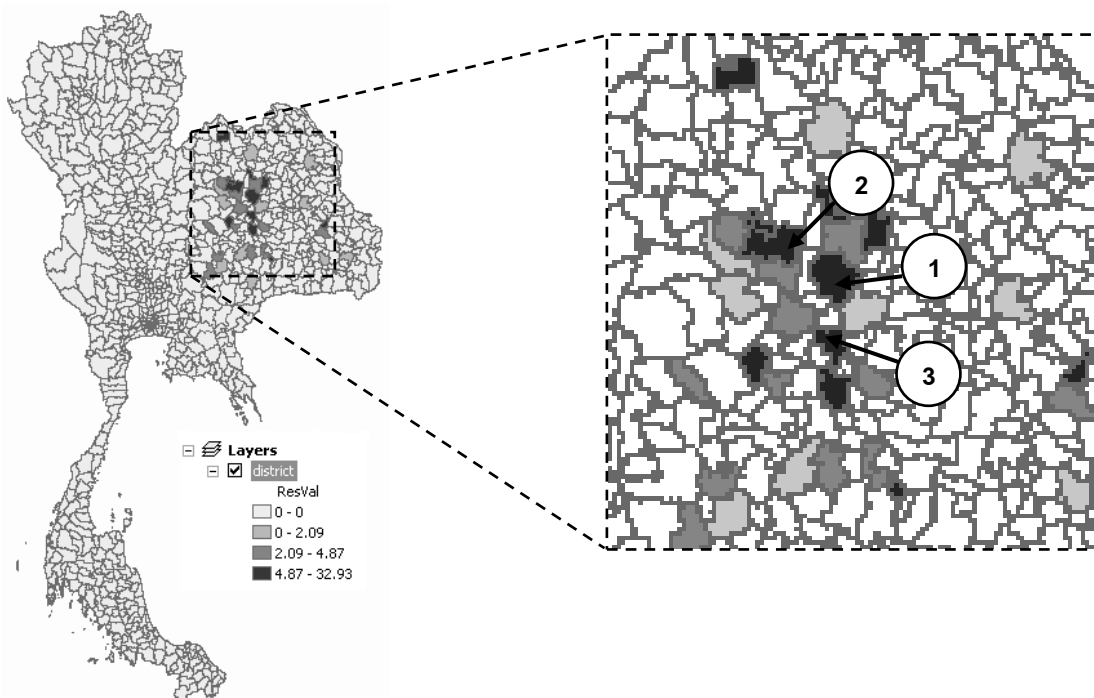 2
1
3
Layers
district
ResVal
0 - 0
0 - 2.09
2.09 - 4.87
4.87 - 32.93